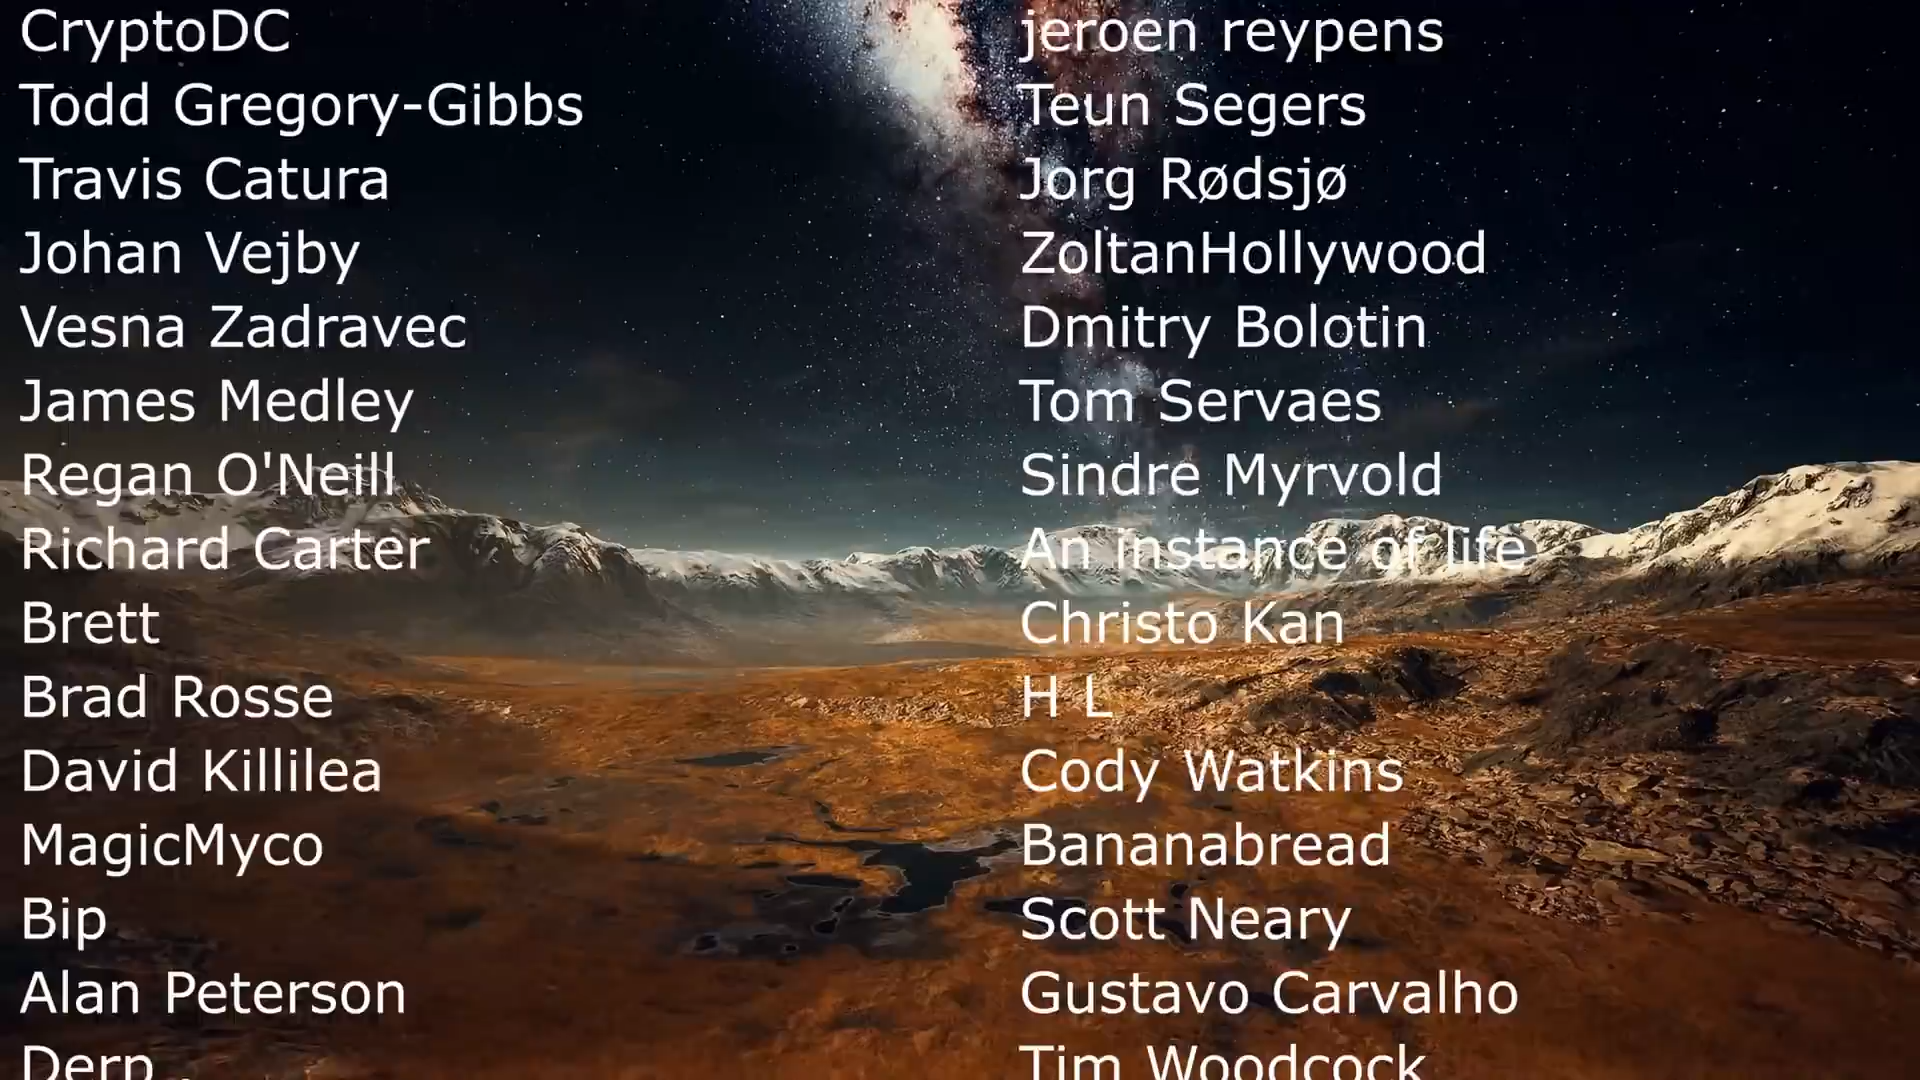 CryptoDC
Todd Gregory-Gibbs
Travis Catura
Johan Vejby
Vesna Zadravec
James Medley
Regan O'Neill
Richard Carter
Brett
Brad Rosse
David Killilea
MagicMyco
Bip
Alan Peterson
Derp
jeroen reypens
Teun Segers
Jorg Rødsjø
ZoltanHollywood
Dmitry Bolotin
Tom Servaes
Sindre Myrvold
An instance of life
Christo Kan
H L
Cody Watkins
Bananabread
Scott Neary
Gustavo Carvalho
Tim Woodcock